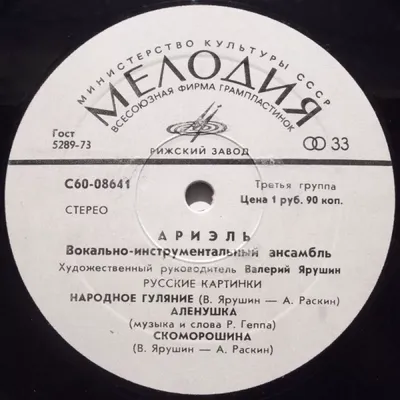 МИНИСТЕРСТВО КУЛЬТУРЫ СССР
МЕЛОДИЯ
ВСЕСОЮЗНАЯ ФИРМА ГРАМПЛАСТИНОК
Гост
5289-73
33
РИЖСКИЙ ЗАВОД
С60-08641
Третья группа
Цена 1 руб. 90 коп.
СТЕРЕО
АРИЭЛЬ
Вокально-инструментальный ансамбль
Художественный руководитель Валерий Ярушин
РУССКИЕ КАРТИНКИ
НАРОДНОЕ ГУЛЯНИЕ (В. Ярушин — А. Раскин)
АЛЕНУШКА
(музыка и слова Р. Геппа)
СКОМОРОШИНА
(В. Ярушин — А. Раскин)